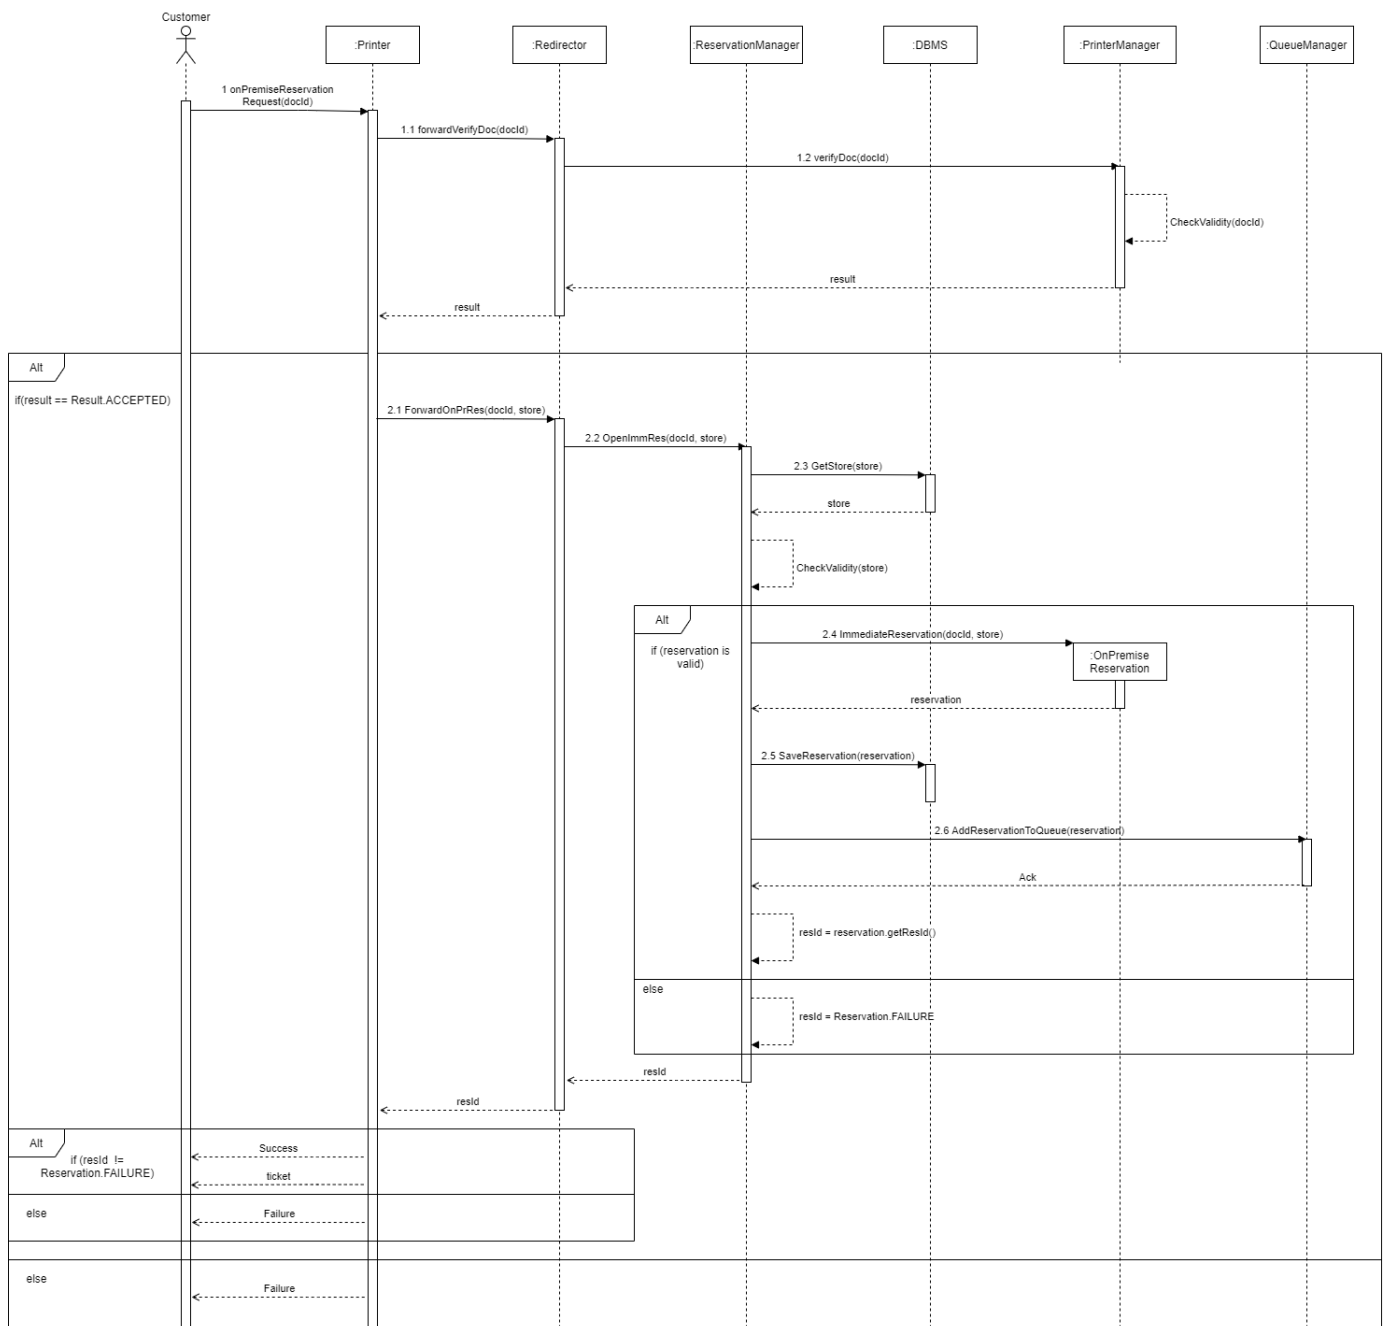 Customer
:Printer
:Redirector
:ReservationManager
:DBMS
:PrinterManager
:QueueManager
1 onPremiseReservation
Request(docId)
1.1 forwardVerifyDoc(docId)
1.2 verifyDoc(docId)
CheckValidity(docId)
result
result
Alt
if(result == Result.ACCEPTED)
2.1 ForwardOnPrRes(docId, store)
2.2 OpenImmRes(docId, store)
2.3 GetStore(store)
store
CheckValidity(store)
Alt
if (reservation is
valid)
2.4 ImmediateReservation(docId, store)
:OnPremise
Reservation
reservation
2.5 SaveReservation(reservation)
2.6 AddReservationToQueue(reservation)
Ack
resId = reservation.getResId()
else
resId = Reservation.FAILURE
resId
resId
Alt
if (resId !=
Reservation.FAILURE)
Success
ticket
else
Failure
else
Failure